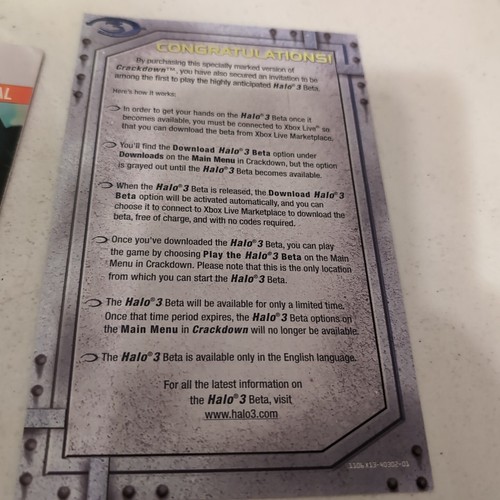 CONGRATULATIONS!
By purchasing this specially marked version of
Crackdown™, you have also secured an invitation to be
among the first to play the highly anticipated Halo® 3 Beta.
Here's how it works:
In order to get your hands on the Halo® 3 Beta once it
becomes available, you must be connected to Xbox Live® so
that you can download the beta from Xbox Live Marketplace.
You'll find the Download Halo® 3 Beta option under
Downloads on the Main Menu in Crackdown, but the option
is grayed out until the Halo® 3 Beta becomes available.
When the Halo® 3 Beta is released, the Download Halo® 3
Beta option will be activated automatically, and you can
choose it to connect to Xbox Live Marketplace to download the
beta, free of charge, and with no codes required.
Once you've downloaded the Halo® 3 Beta, you can play
the game by choosing Play the Halo® 3 Beta on the Main
Menu in Crackdown. Please note that this is the only location
from which you can start the Halo® 3 Beta.
The Halo® 3 Beta will be available for only a limited time.
Once that time period expires, the Halo® 3 Beta options on
the Main Menu in Crackdown will no longer be available.
The Halo® 3 Beta is available only in the English language.
For all the latest information on
the Halo® 3 Beta, visit
www.halo3.com
AL